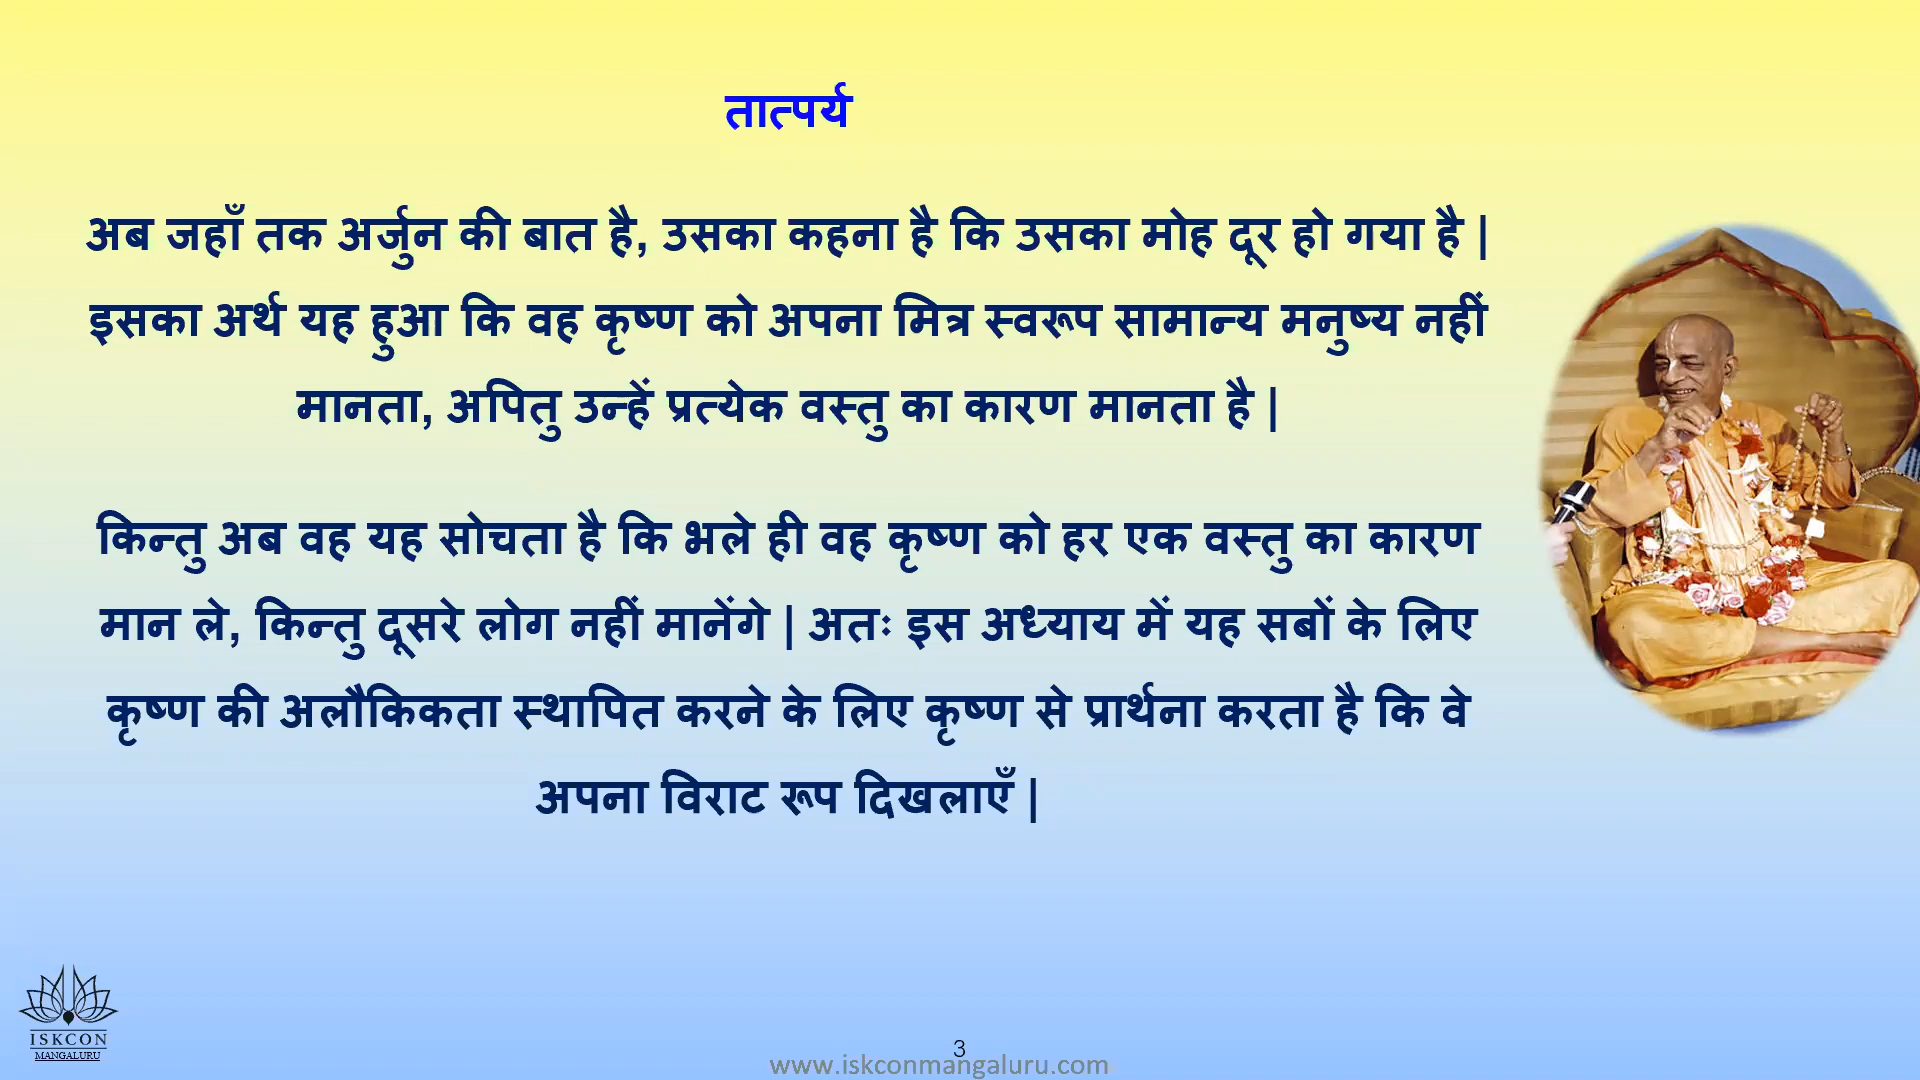 तात्पर्य
अब जहाँ तक अर्जुन की बात है, उसका कहना है कि उसका मोह दूर हो गया है |
इसका अर्थ यह हुआ कि वह कृष्ण को अपना मित्र स्वरूप सामान्य मनुष्य नहीं
मानता, अपितु उन्हें प्रत्येक वस्तु का कारण मानता है |
किन्तु अब वह यह सोचता है कि भले ही वह कृष्ण को हर एक वस्तु का कारण
मान ले, किन्तु दूसरे लोग नहीं मानेंगे | अतः इस अध्याय में यह सबों के लिए
कृष्ण की अलौकिकता स्थापित करने के लिए कृष्ण से प्रार्थना करता है कि वे
अपना विराट रूप दिखलाएँ |
ISKCON
MANGALURU
3
www.iskconmangaluru.com